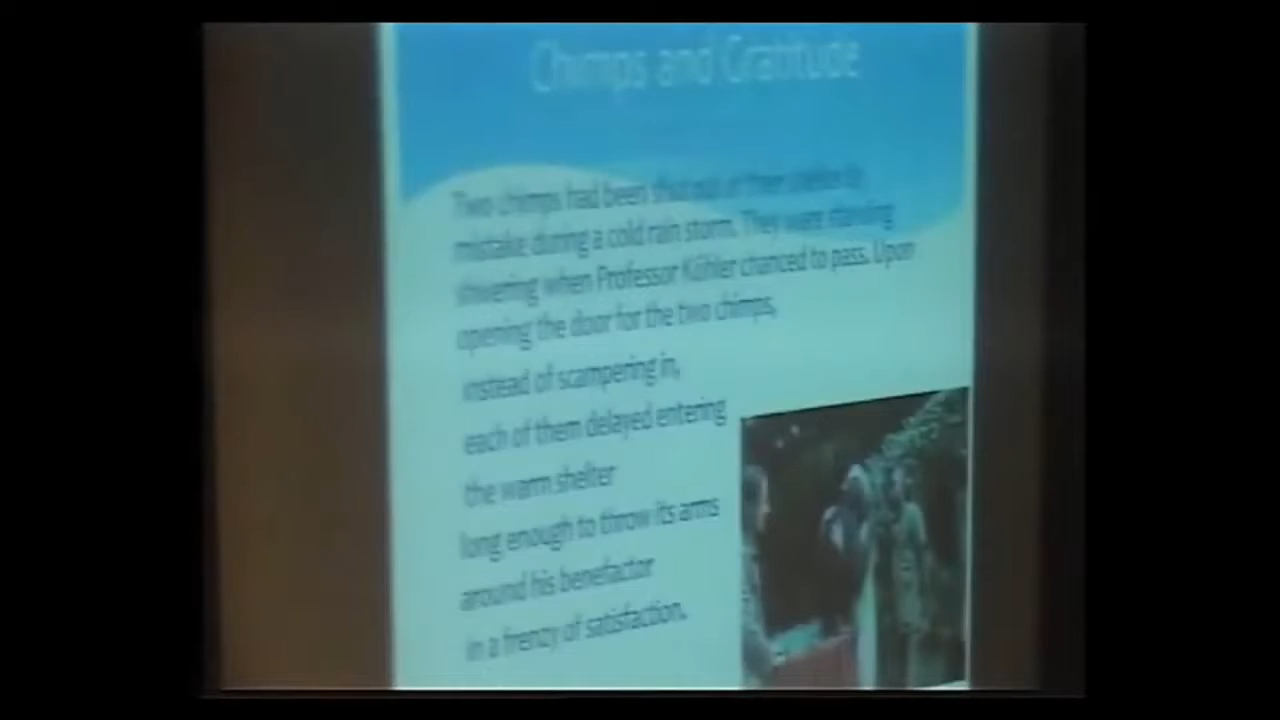 Chimps and Gratitude
Two chimps had been shut out of their shelter by
mistake during a cold rain storm. They were standing
shivering when Professor Köhler chanced to pass. Upon
opening the door for the two chimps,
instead of scampering in,
each of them delayed entering
the warm shelter
long enough to throw its arms
around his benefactor
in a frenzy of satisfaction.